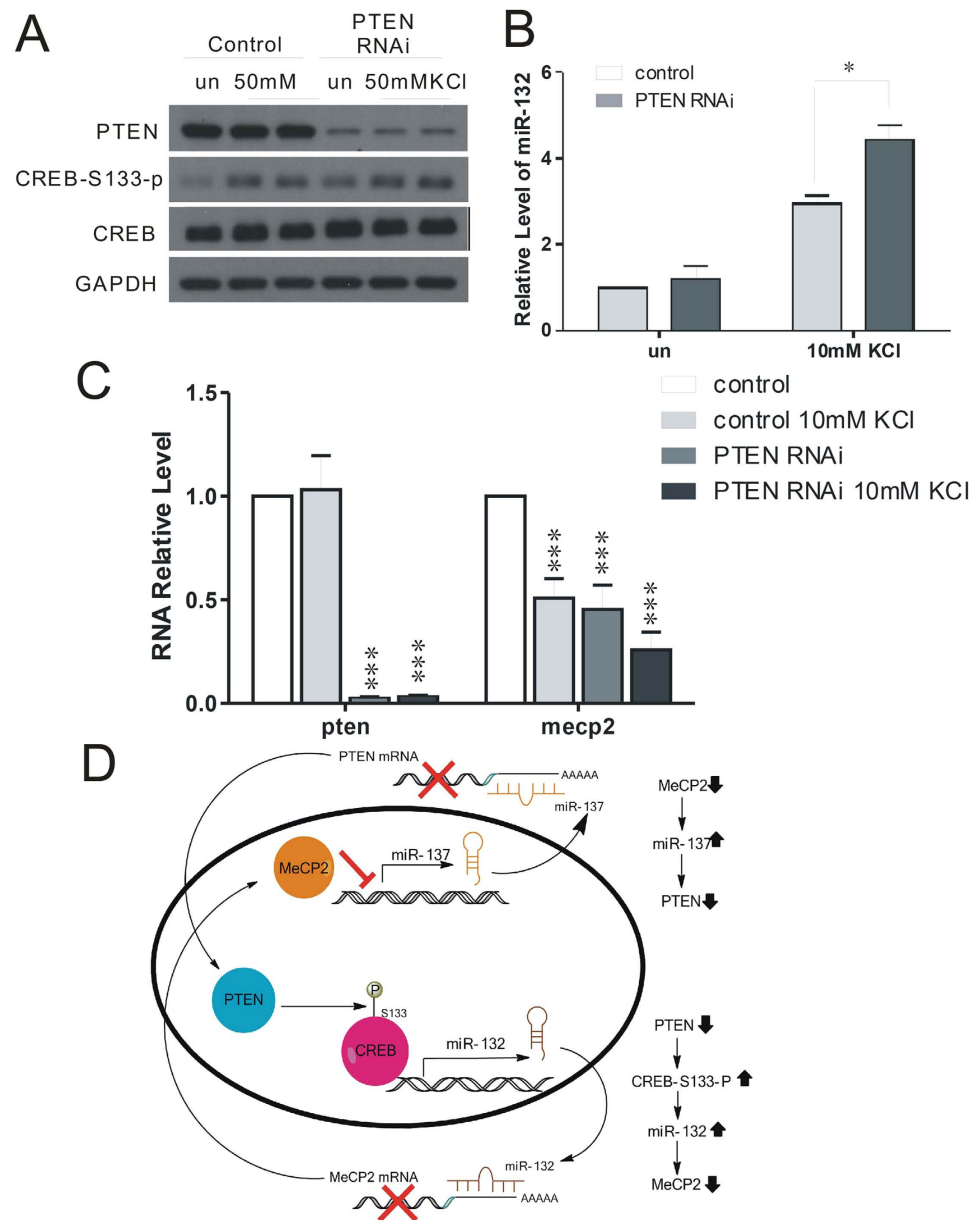 A
Control
PTEN
RNAi
un 50mM un 50mMKCl
PTEN
CREB-S133-p
CREB
GAPDH
B
control
PTEN RNAi
*
Relative Level of miR-132
6
4
2
0
un 10mM KCl
C
control
control 10mM KCl
PTEN RNAi
PTEN RNAi 10mM KCl
RNA Relative Level
1.5
1.0
0.5
0.0
*** *** *** *** ***
pten mecp2
D
PTEN mRNA
AAAAA
miR-137
MeCP2
miR-137
PTEN
P
S133
CREB
miR-132
MeCP2 mRNA
miR-132
AAAAA
MeCP2
miR-137
PTEN
PTEN
CREB-S133-P
miR-132
MeCP2